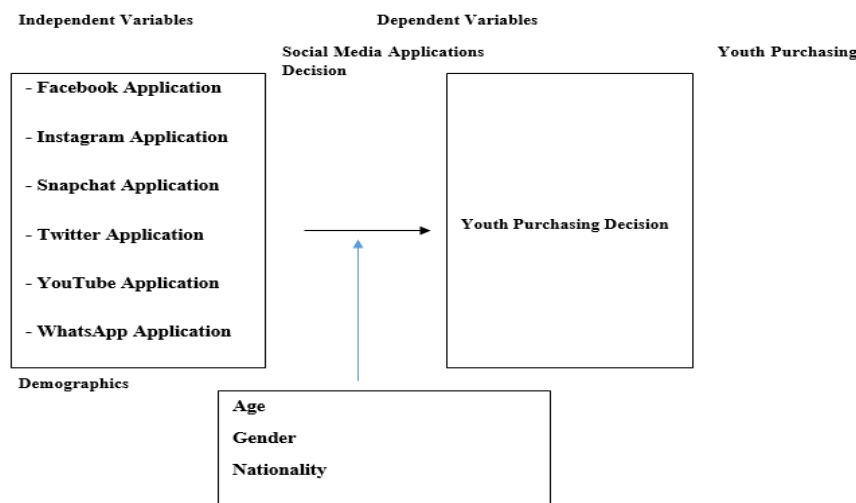 Independent Variables
Dependent Variables
Social Media Applications
Youth Purchasing
Decision
- Facebook Application
- Instagram Application
- Snapchat Application
- Twitter Application
- YouTube Application
- WhatsApp Application
Youth Purchasing Decision
Demographics
Age
Gender
Nationality